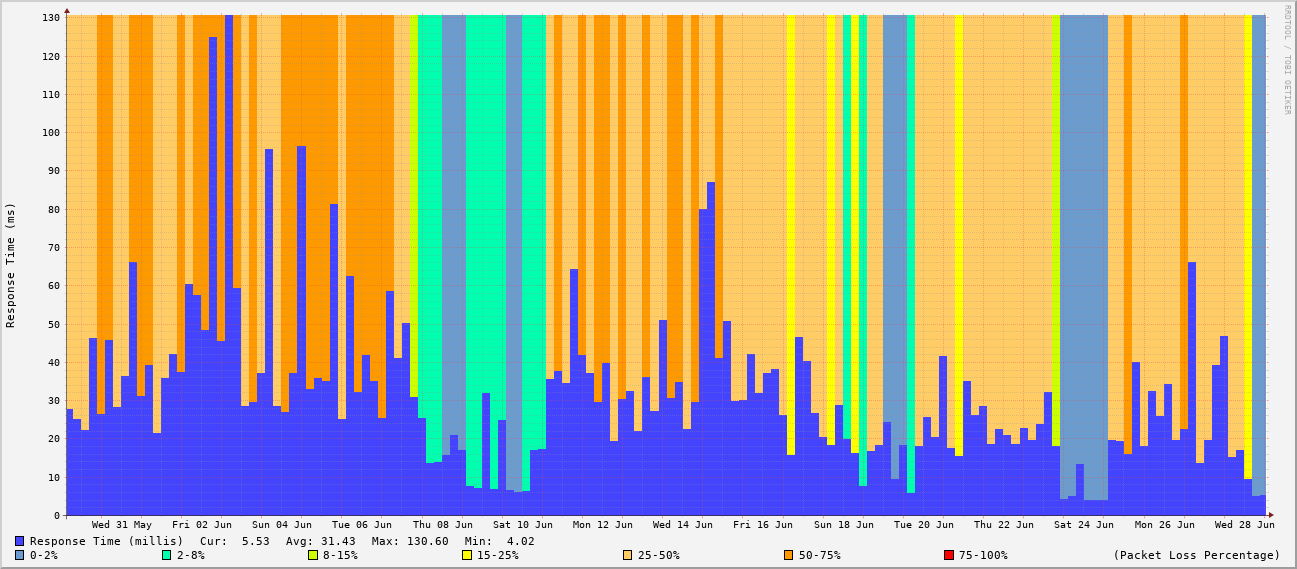 RRDTOOL / TOBI OETIKER
Response Time (ms)
130
120
110
100
90
80
70
60
50
40
30
20
10
0
Wed 31 May Fri 02 Jun Sun 04 Jun Tue 06 Jun Thu 08 Jun Sat 10 Jun Mon 12 Jun Wed 14 Jun Fri 16 Jun Sun 18 Jun Tue 20 Jun Thu 22 Jun Sat 24 Jun Mon 26 Jun Wed 28 Jun
Response Time (millis) Cur: 5.53 Avg: 31.43 Max: 130.60 Min: 4.02
0-2% 2-8% 8-15% 15-25% 25-50% 50-75% 75-100% (Packet Loss Percentage)